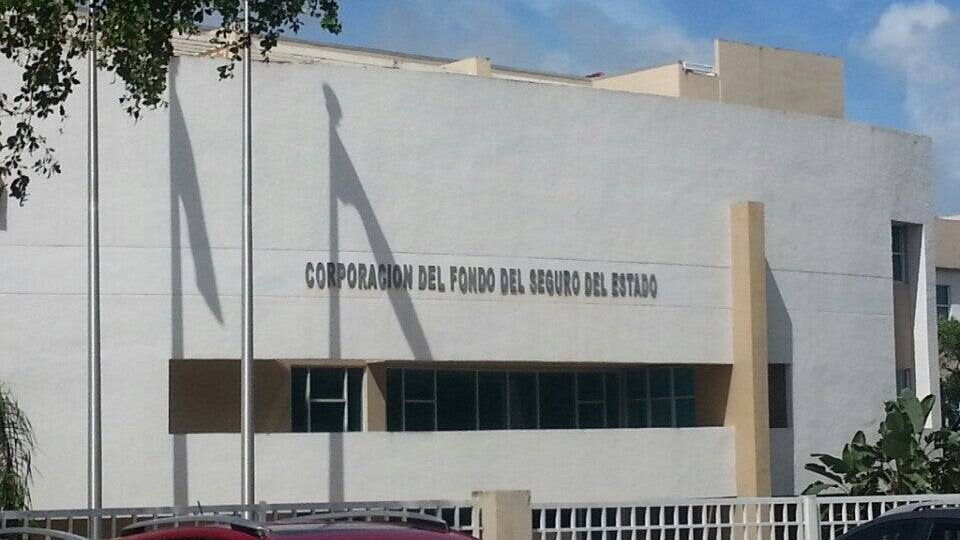 CORPORACION DEL FONDO DEL SEGURO DEL ESTADO